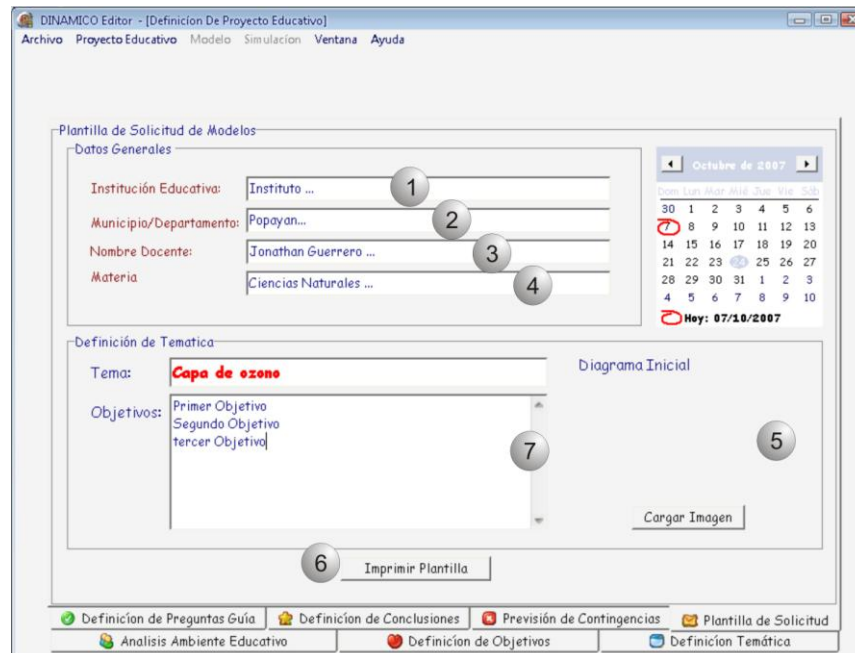 DINAMICO Editor - [Definicion De Proyecto Educativo]
Archivo Proyecto Educativo Modelo Simulacion Ventana Ayuda
Plantilla de Solicitud de Modelos
Datos Generales
Institución Educativa: Instituto ... 1
Municipio/Departamento: Popayan... 2
Nombre Docente: Jonathan Guerrero ... 3
Materia Ciencias Naturales ... 4
Octubre de 2007
Dom Lun Mar Mié Jue Vie Sáb
30 1 2 3 4 5 6
7 8 9 10 11 12 13
14 15 16 17 18 19 20
21 22 23 24 25 26 27
28 29 30 31 1 2 3
4 5 6 7 8 9 10
Hoy: 07/10/2007
Definición de Tematica
Tema: Capa de ozono
Objetivos: Primer Objetivo
Segundo Objetivo
tercer Objetivo
7
Diagrama Inicial
5
Cargar Imagen
6 Imprimir Plantilla
Definicíon de Preguntas Guía Definicíon de Conclusiones Previsión de Contingencias Plantilla de Solicitud
Analisis Ambiente Educativo Definicíon de Objetivos Definicíon Temática